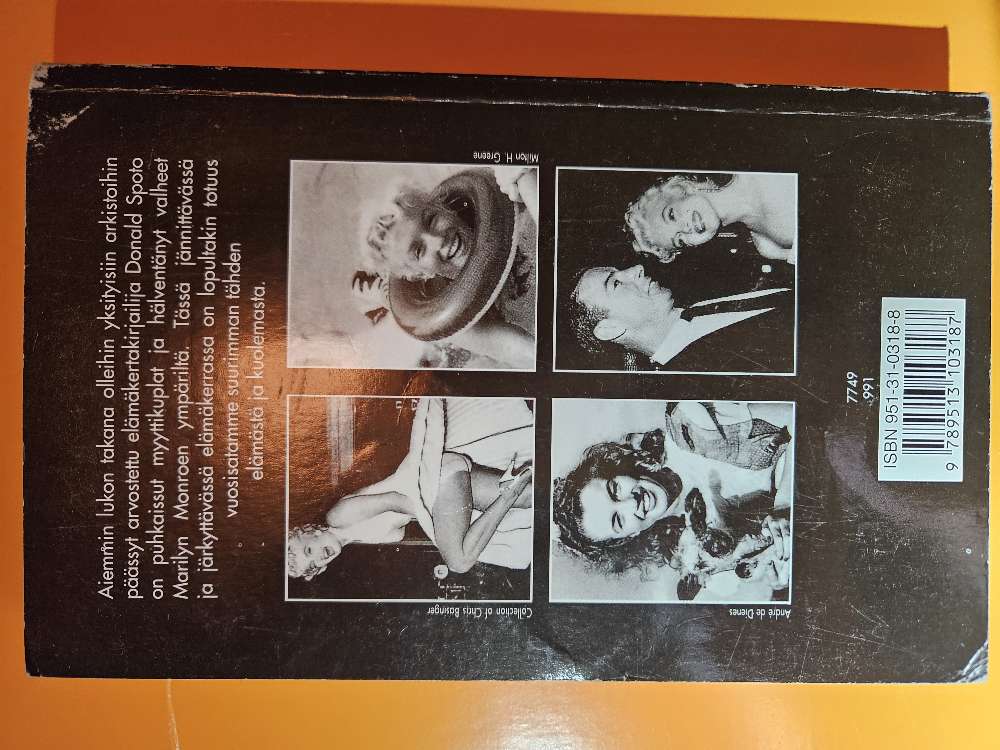 Aiemmin lukon takana olleihin yksityisiin arkistoihin
päässyt arvostettu elämäkertakirjailija Donald Spoto
on puhkaissut myyttikuplat ja hälventänyt valheet
Marilyn Monroen ympäriltä. Tässä jännittävässä
ja järkyttävässä elämäkerrassa on lopultakin totuus
vuosisatamme suurimman tähden
elämästä ja kuolemasta.
Collection of Chris Basinger
Milton H. Greene
André de Dienes
7749
.991
ISBN 951-31-0318-8
9 789513 103187